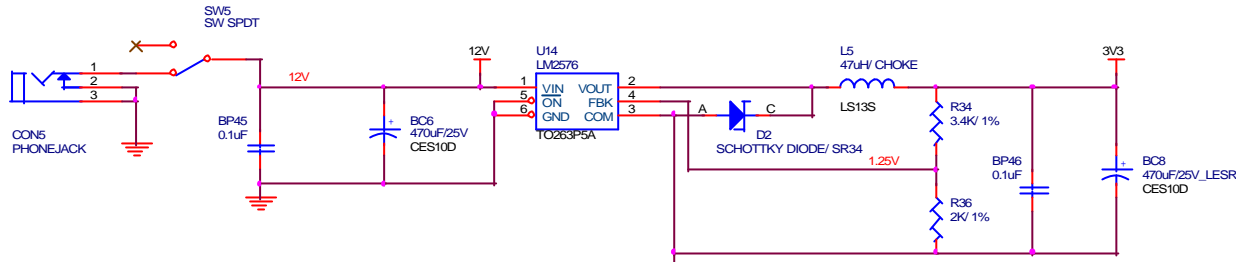 SW5
SW SPDT
1
2
3
CON5
PHONEJACK
12V
BP45
0.1uF
BC6
470uF/25V
CES10D
12V
U14
LM2576
1
5
6
VIN
ON
GND
VOUT
FBK
COM
2
4
3
TO263P5A
A
C
D2
SCHOTTKY DIODE/ SR34
L5
47uH/ CHOKE
LS13S
1.25V
R34
3.4K/ 1%
R36
2K/ 1%
BP46
0.1uF
3V3
BC8
470uF/25V_LESR
CES10D